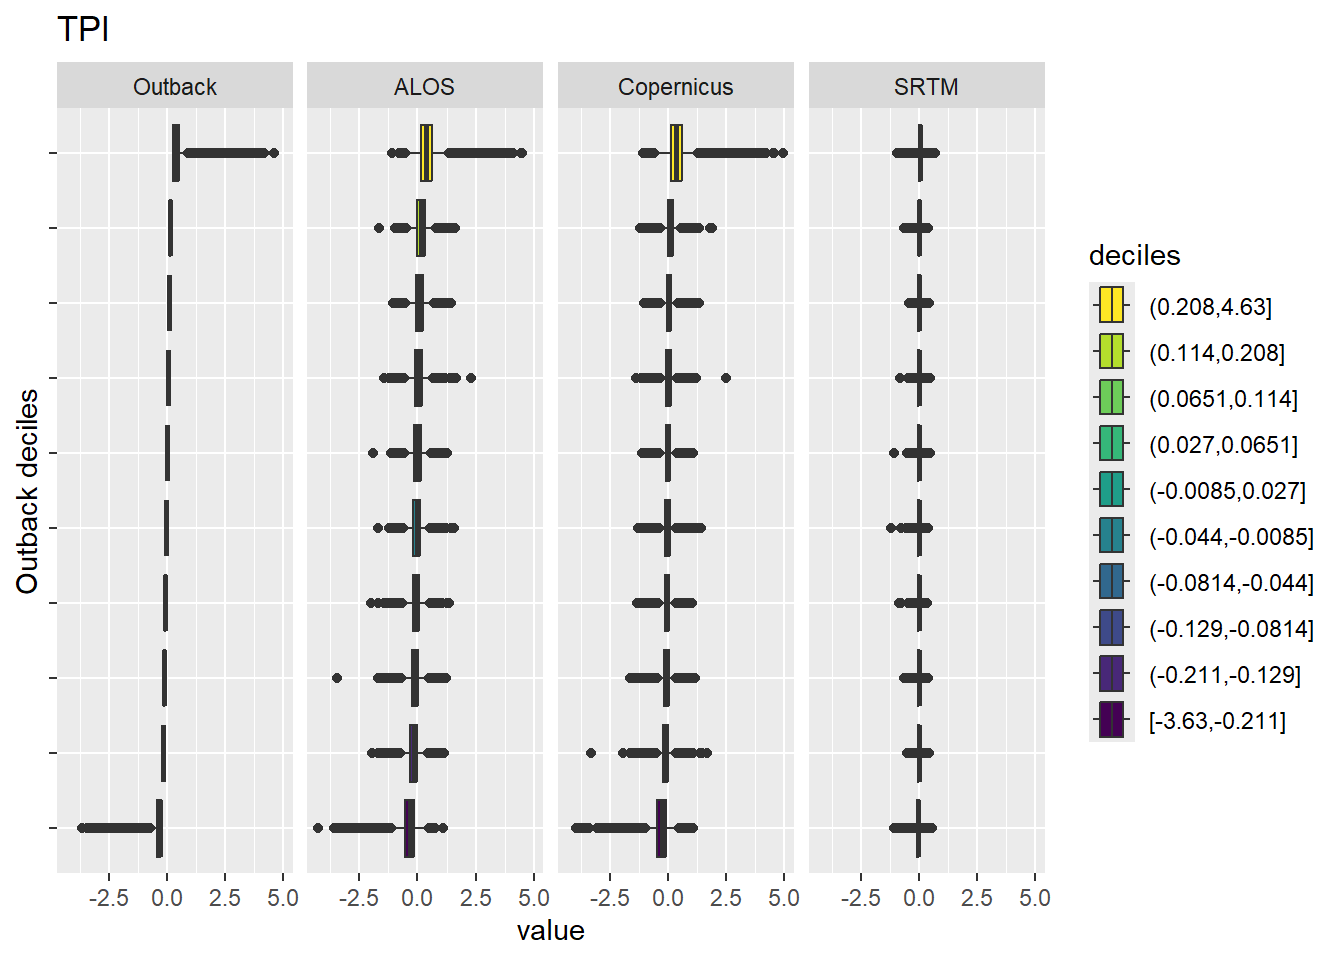 TPI
Outback ALOS Copernicus SRTM
Outback deciles
-2.5 0.0 2.5 5.0 -2.5 0.0 2.5 5.0 -2.5 0.0 2.5 5.0 -2.5 0.0 2.5 5.0
value
deciles
(0.208,4.63]
(0.114,0.208]
(0.0651,0.114]
(0.027,0.0651]
(-0.0085,0.027]
(-0.044,-0.0085]
(-0.0814,-0.044]
(-0.129,-0.0814]
(-0.211,-0.129]
[-3.63,-0.211]